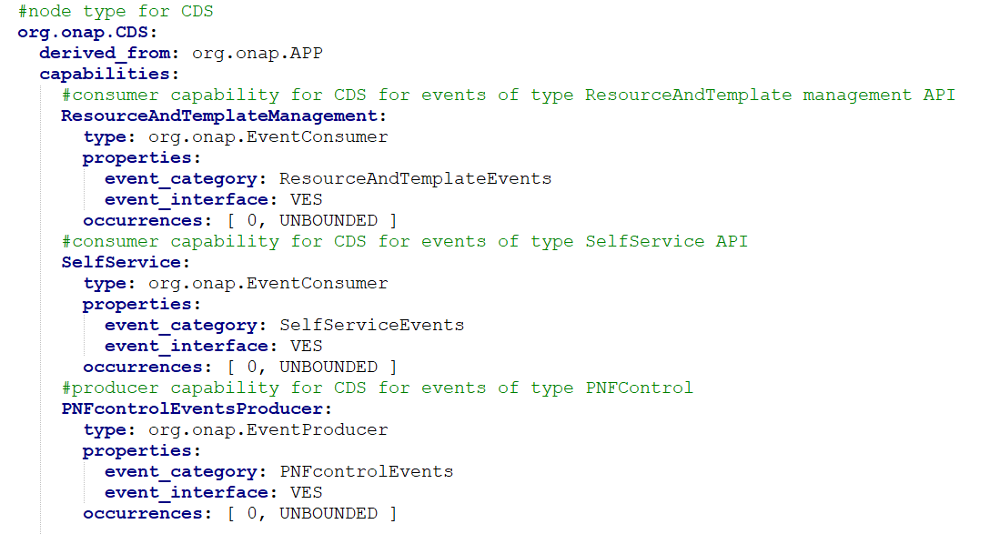 #node type for CDS
org.onap.CDS:
derived_from: org.onap.APP
capabilities:
#consumer capability for CDS for events of type ResourceAndTemplate management API
ResourceAndTemplateManagement:
type: org.onap.EventConsumer
properties:
event_category: ResourceAndTemplateEvents
event_interface: VES
occurrences: [ 0, UNBOUNDED ]
#consumer capability for CDS for events of type SelfService API
SelfService:
type: org.onap.EventConsumer
properties:
event_category: SelfServiceEvents
event_interface: VES
occurrences: [ 0, UNBOUNDED ]
#producer capability for CDS for events of type PNFControl
PNFcontrolEventsProducer:
type: org.onap.EventProducer
properties:
event_category: PNFcontrolEvents
event_interface: VES
occurrences: [ 0, UNBOUNDED ]